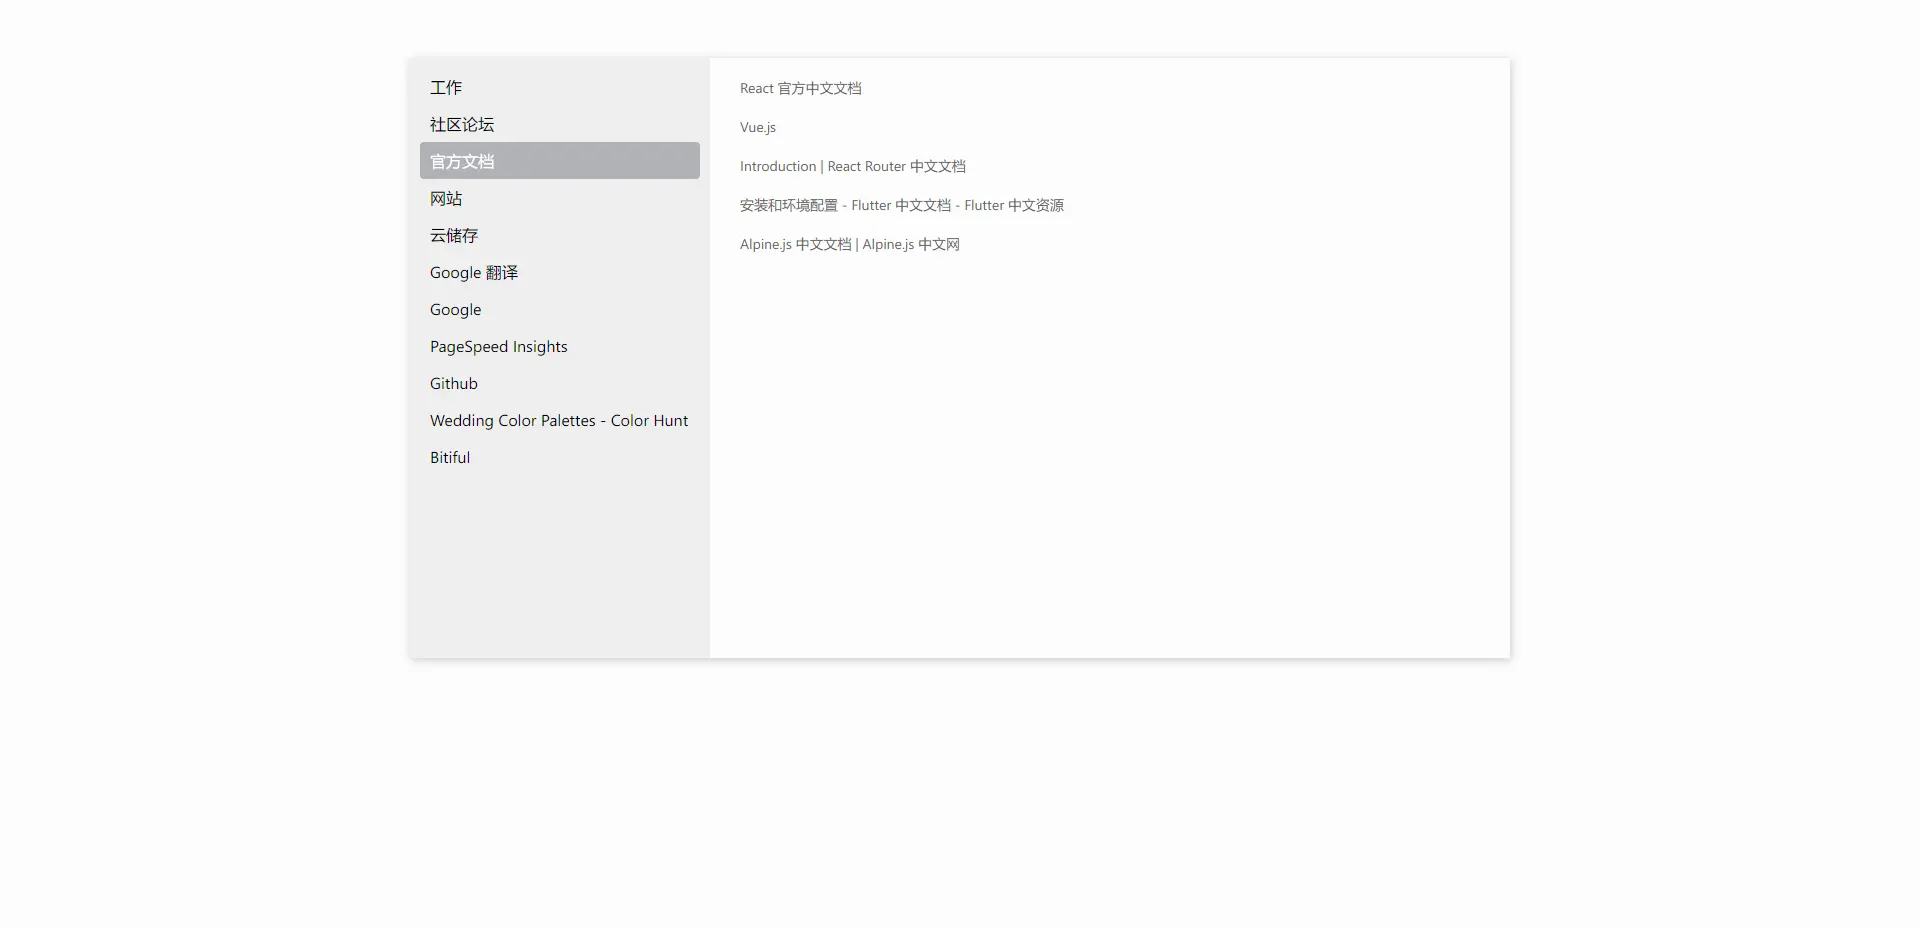 工作
社区论坛
官方文档
网站
云储存
Google 翻译
Google
PageSpeed Insights
Github
Wedding Color Palettes - Color Hunt
Bitiful
React 官方中文文档
Vue.js
Introduction | React Router 中文文档
安装和环境配置 - Flutter 中文文档 - Flutter 中文资源
Alpine.js 中文文档 | Alpine.js 中文网